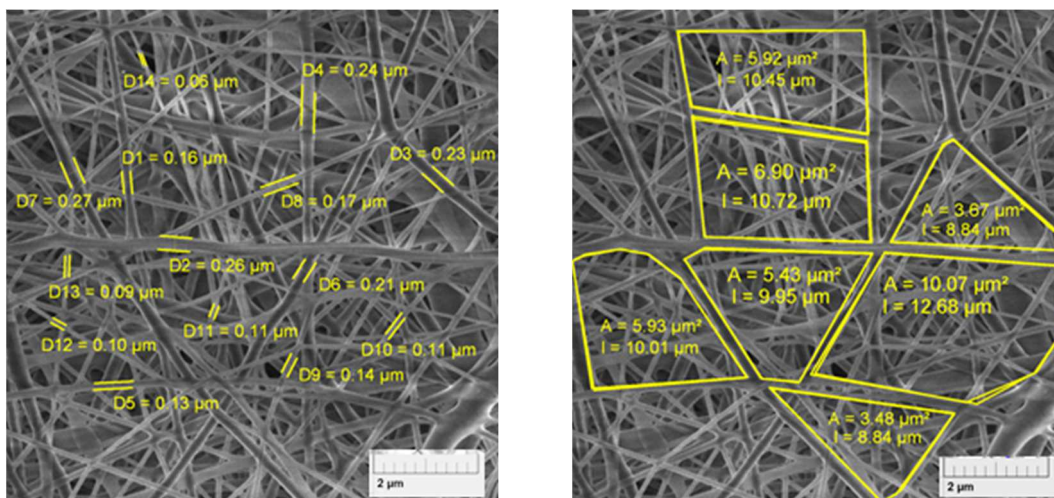 D14 = 0.06 µm
D4 = 0.24 µm
D1 = 0.16 µm
D3 = 0.23 µm
D7 = 0.27 µm
D8 = 0.17 µm
D2 = 0.26 µm
D6 = 0.21 µm
D13 = 0.09 µm
D11 = 0.11 µm
D12 = 0.10 µm
D10 = 0.11 µm
D9 = 0.14 µm
D5 = 0.13 µm
2 µm
A = 5.92 µm²
I = 10.45 µm
A = 6.90 µm²
I = 10.72 µm
A = 3.67 µm²
I = 8.84 µm
A = 5.43 µm²
I = 9.95 µm
A = 10.07 µm²
I = 12.68 µm
A = 5.93 µm²
I = 10.01 µm
A = 3.48 µm²
I = 8.84 µm
2 µm